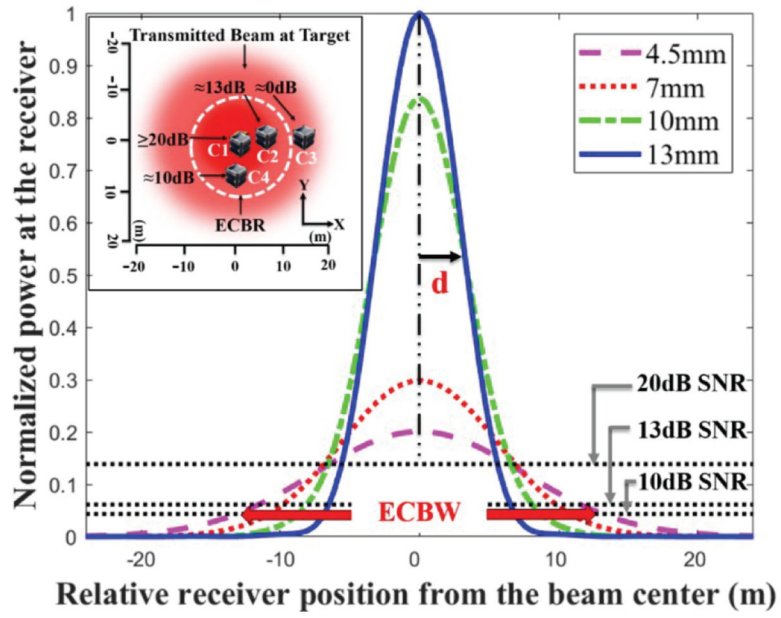 Normalized power at the receiver
1
0.9
0.8
0.7
0.6
0.5
0.4
0.3
0.2
0.1
0
-20
-10
0
10
20
Relative receiver position from the beam center (m)
4.5mm
7mm
10mm
13mm
d
20dB SNR
13dB SNR
10dB SNR
ECBW
Transmitted Beam at Target
≈13dB ≈0dB
≥20dB
C1 C2 C3
≈10dB C4
ECBR
Y
X
(m)
(m)
-20
-10
0
10
20
−20 −10 0 10 20